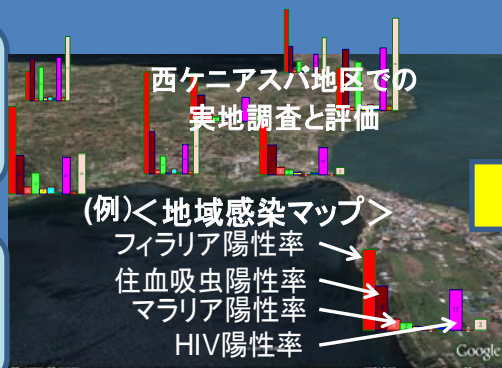 西ケニアスバ地区での
実地調査と評価
(例)＜地域感染マップ＞
フィラリア陽性率
住血吸虫陽性率
マラリア陽性率
HIV陽性率
11
3
Google